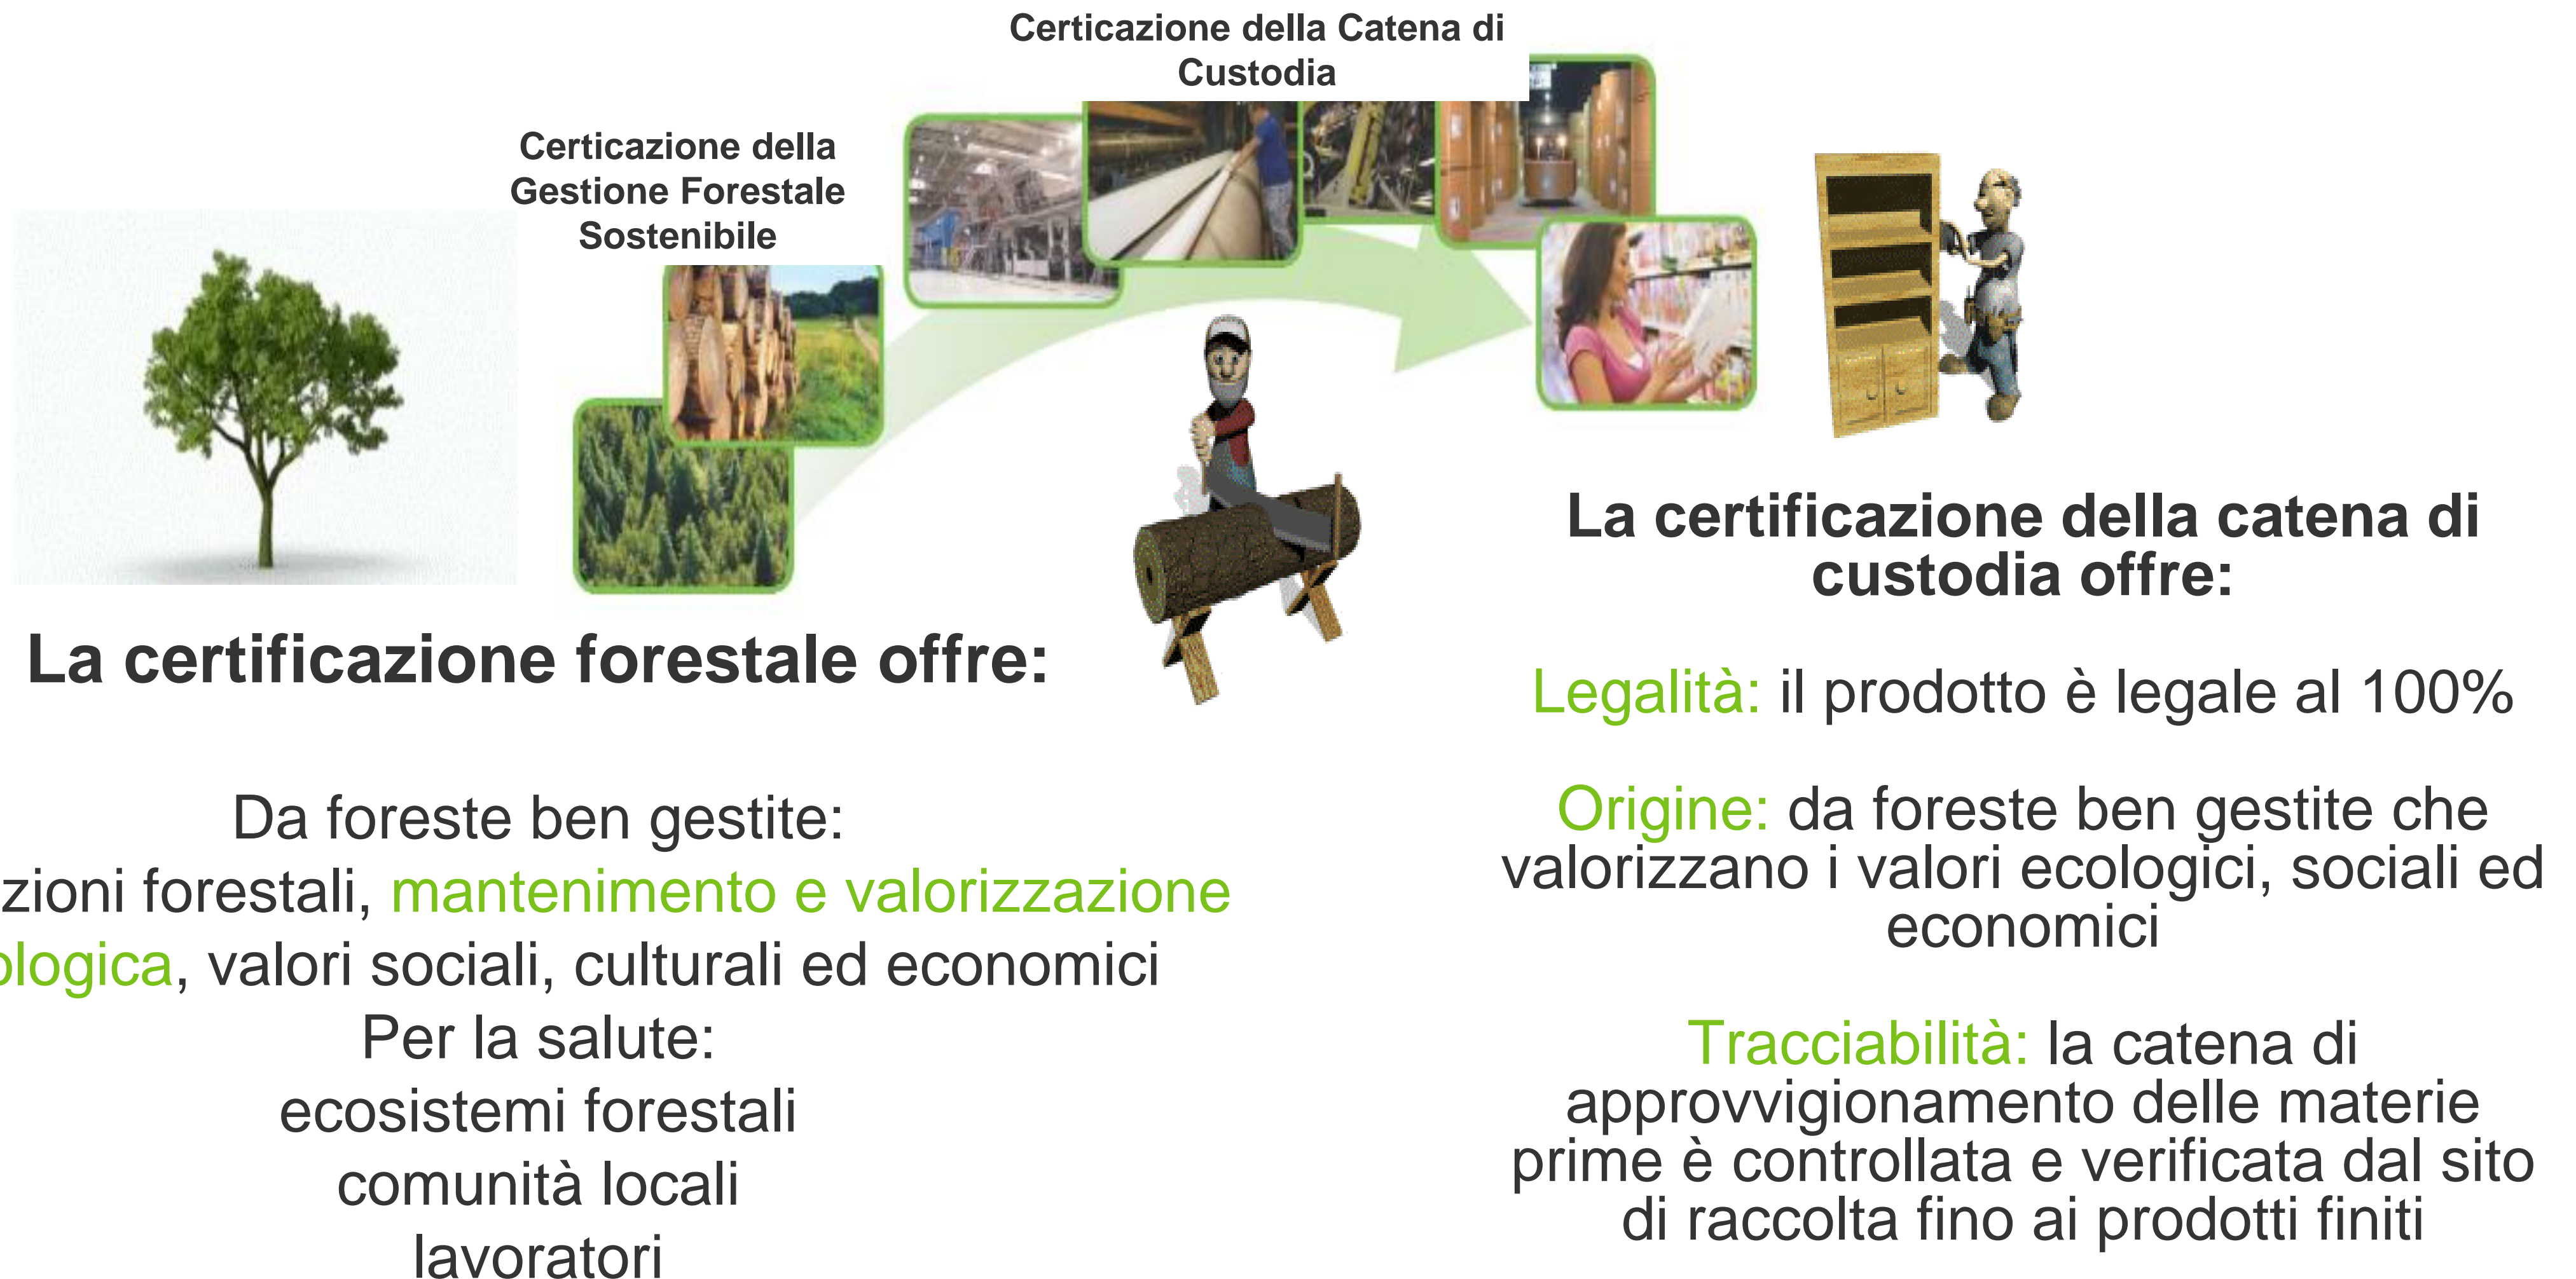 Certicazione della Catena di
Custodia
Certicazione della
Gestione Forestale
Sostenibile
La certificazione forestale offre:
Da foreste ben gestite:
zioni forestali, mantenimento e valorizzazione
ologica, valori sociali, culturali ed economici
Per la salute:
ecosistemi forestali
comunità locali
lavoratori
La certificazione della catena di
custodia offre:
Legalità: il prodotto è legale al 100%
Origine: da foreste ben gestite che
valorizzano i valori ecologici, sociali ed
economici
Tracciabilità: la catena di
approvvigionamento delle materie
prime è controllata e verificata dal sito
di raccolta fino ai prodotti finiti